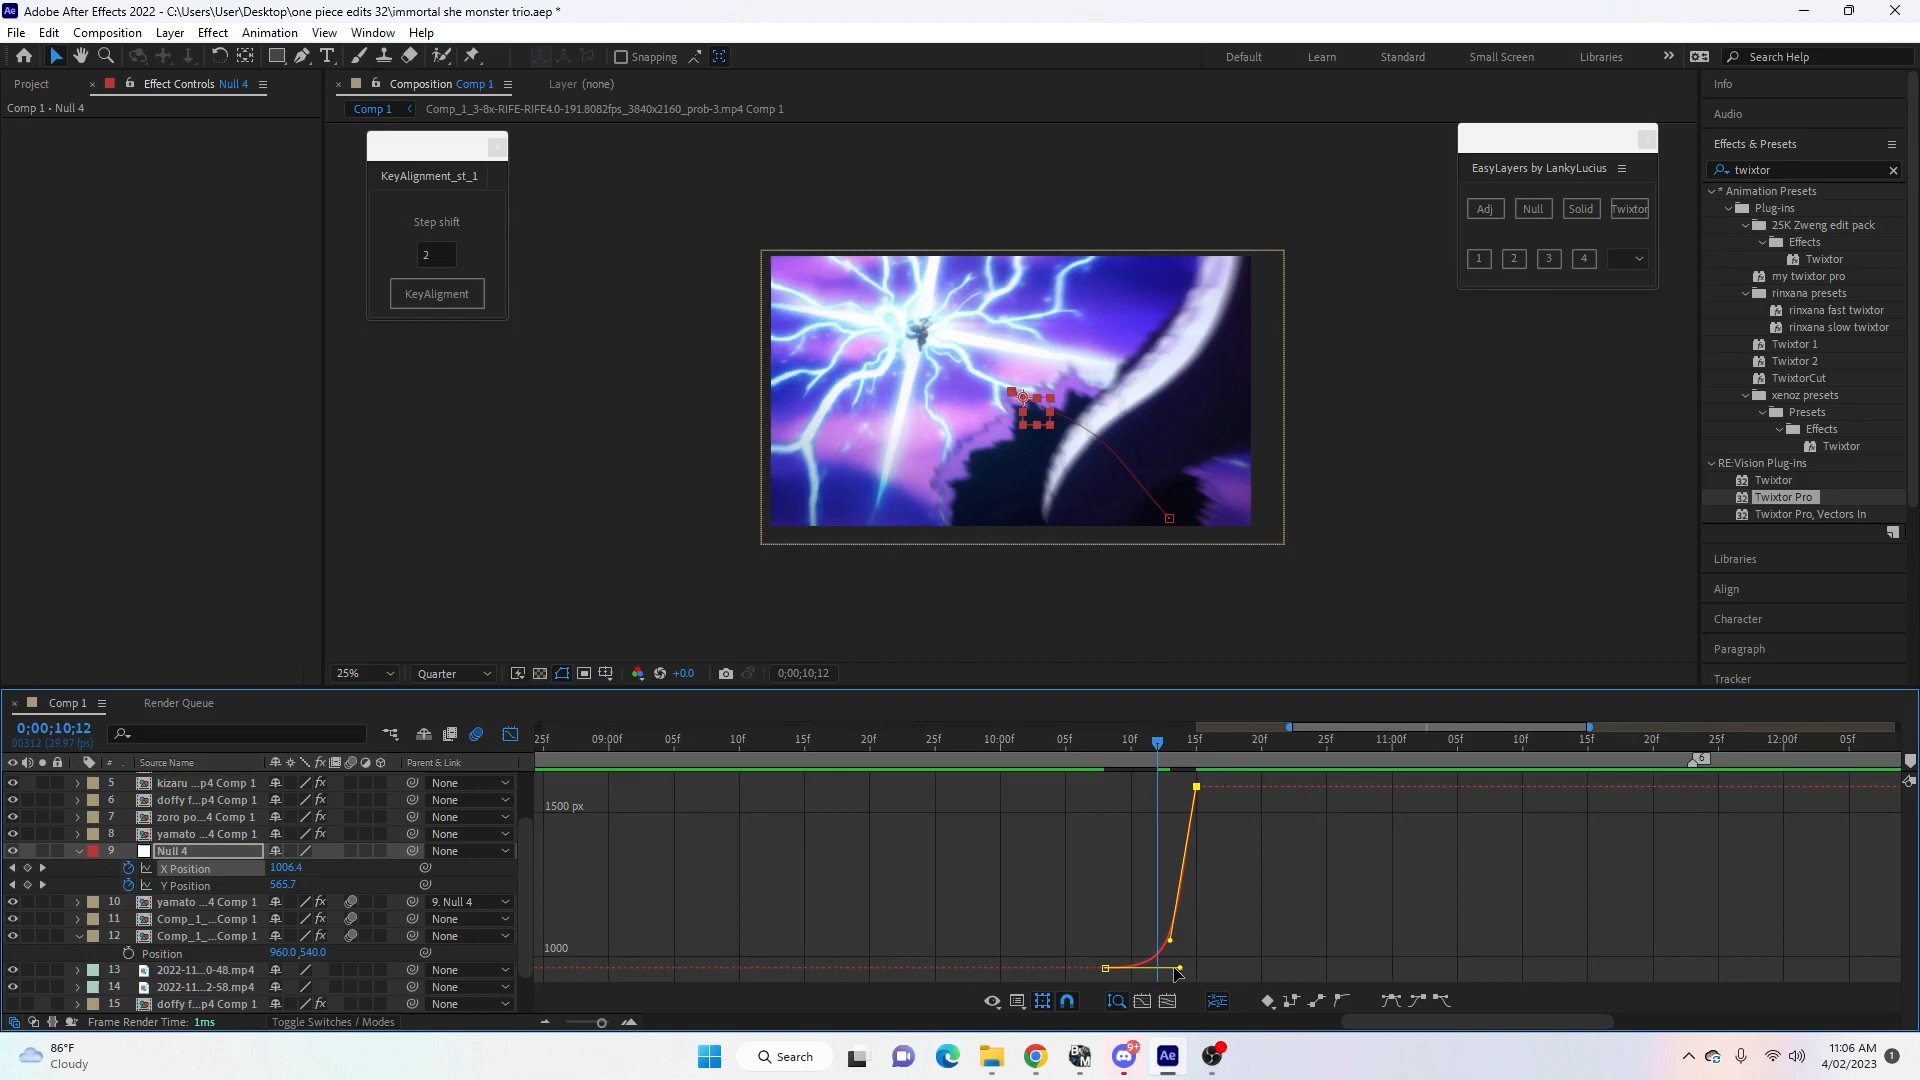 Adobe After Effects 2022 - C:\Users\User\Desktop\one piece edits 32\immortal she monster trio.aep *
File Edit Composition Layer Effect Animation View Window Help
Snapping
Default Learn Standard Small Screen Libraries Search Help
Project Effect Controls Null 4
Comp 1 • Null 4
Composition Comp 1 Layer (none)
Comp 1 Comp_1_3-8x-RIFE-RIFE4.0-191.8082fps_3840x2160_prob-3.mp4 Comp 1
KeyAlignment_st_1
Step shift
2
KeyAligment
EasyLayers by LankyLucius
Adj Null Solid Twixtor
1 2 3 4
Info
Audio
Effects & Presets
twixtor
* Animation Presets
Plug-ins
25K Zweng edit pack
Effects
Twixtor
my twixtor pro
rinxana presets
rinxana fast twixtor
rinxana slow twixtor
Twixtor 1
Twixtor 2
TwixtorCut
xenoz presets
Presets
Effects
Twixtor
RE:Vision Plug-ins
Twixtor
Twixtor Pro
Twixtor Pro, Vectors In
Libraries
Align
Character
Paragraph
Tracker
25% Quarter +0.0 0;00;10;12
Comp 1 Render Queue
0;00;10;12
00312 (29.97 fps)
25f 09:00f 05f 10f 15f 20f 25f 10:00f 05f 10f 15f 20f 25f 11:00f 05f 10f 15f 20f 25f 12:00f 05f
# Source Name Parent & Link
6
5 kizaru ...p4 Comp 1 None
6 doffy f...p4 Comp 1 None
7 zoro po...4 Comp 1 None
8 yamato ...4 Comp 1 None
9 Null 4 None
X Position 1006.4
Y Position 565.7
10 yamato ...4 Comp 1 9. Null 4
11 Comp_1_...Comp 1 None
12 Comp_1_...Comp 1 None
Position 960.0,540.0
13 2022-11...0-48.mp4 None
14 2022-11...2-58.mp4 None
15 doffy f...p4 Comp 1 None
1500 px
1000
Frame Render Time: 1ms Toggle Switches / Modes
86°F
Cloudy
Search
9+
11:06 AM
4/02/2023
1